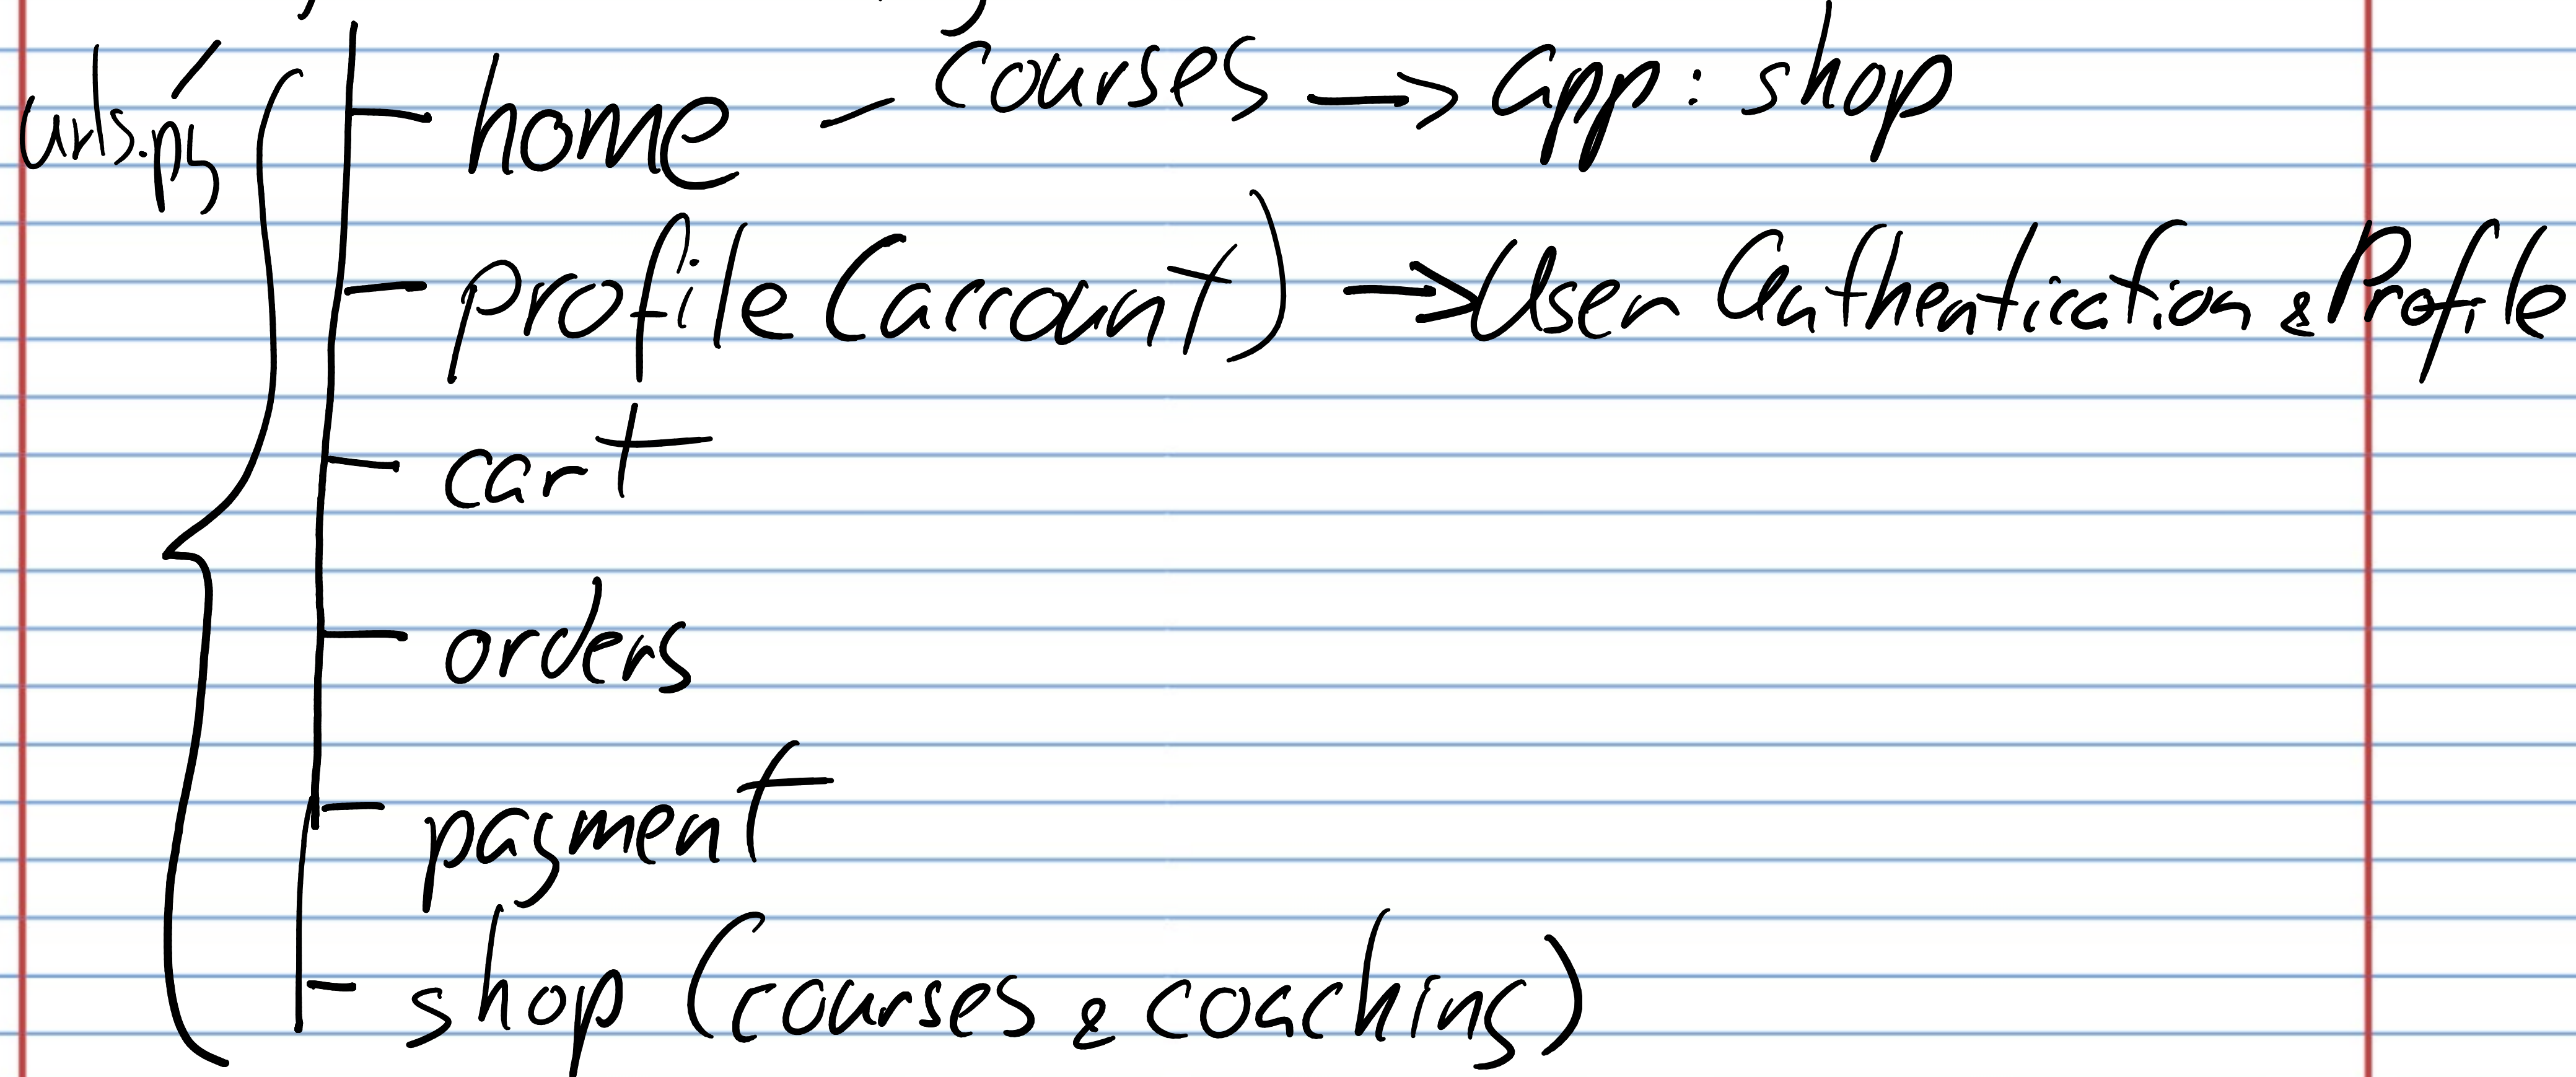 urls.py
home - courses → app: shop
profile (account) → User Authentication & Profile
cart
orders
payment
shop (courses & coaching)